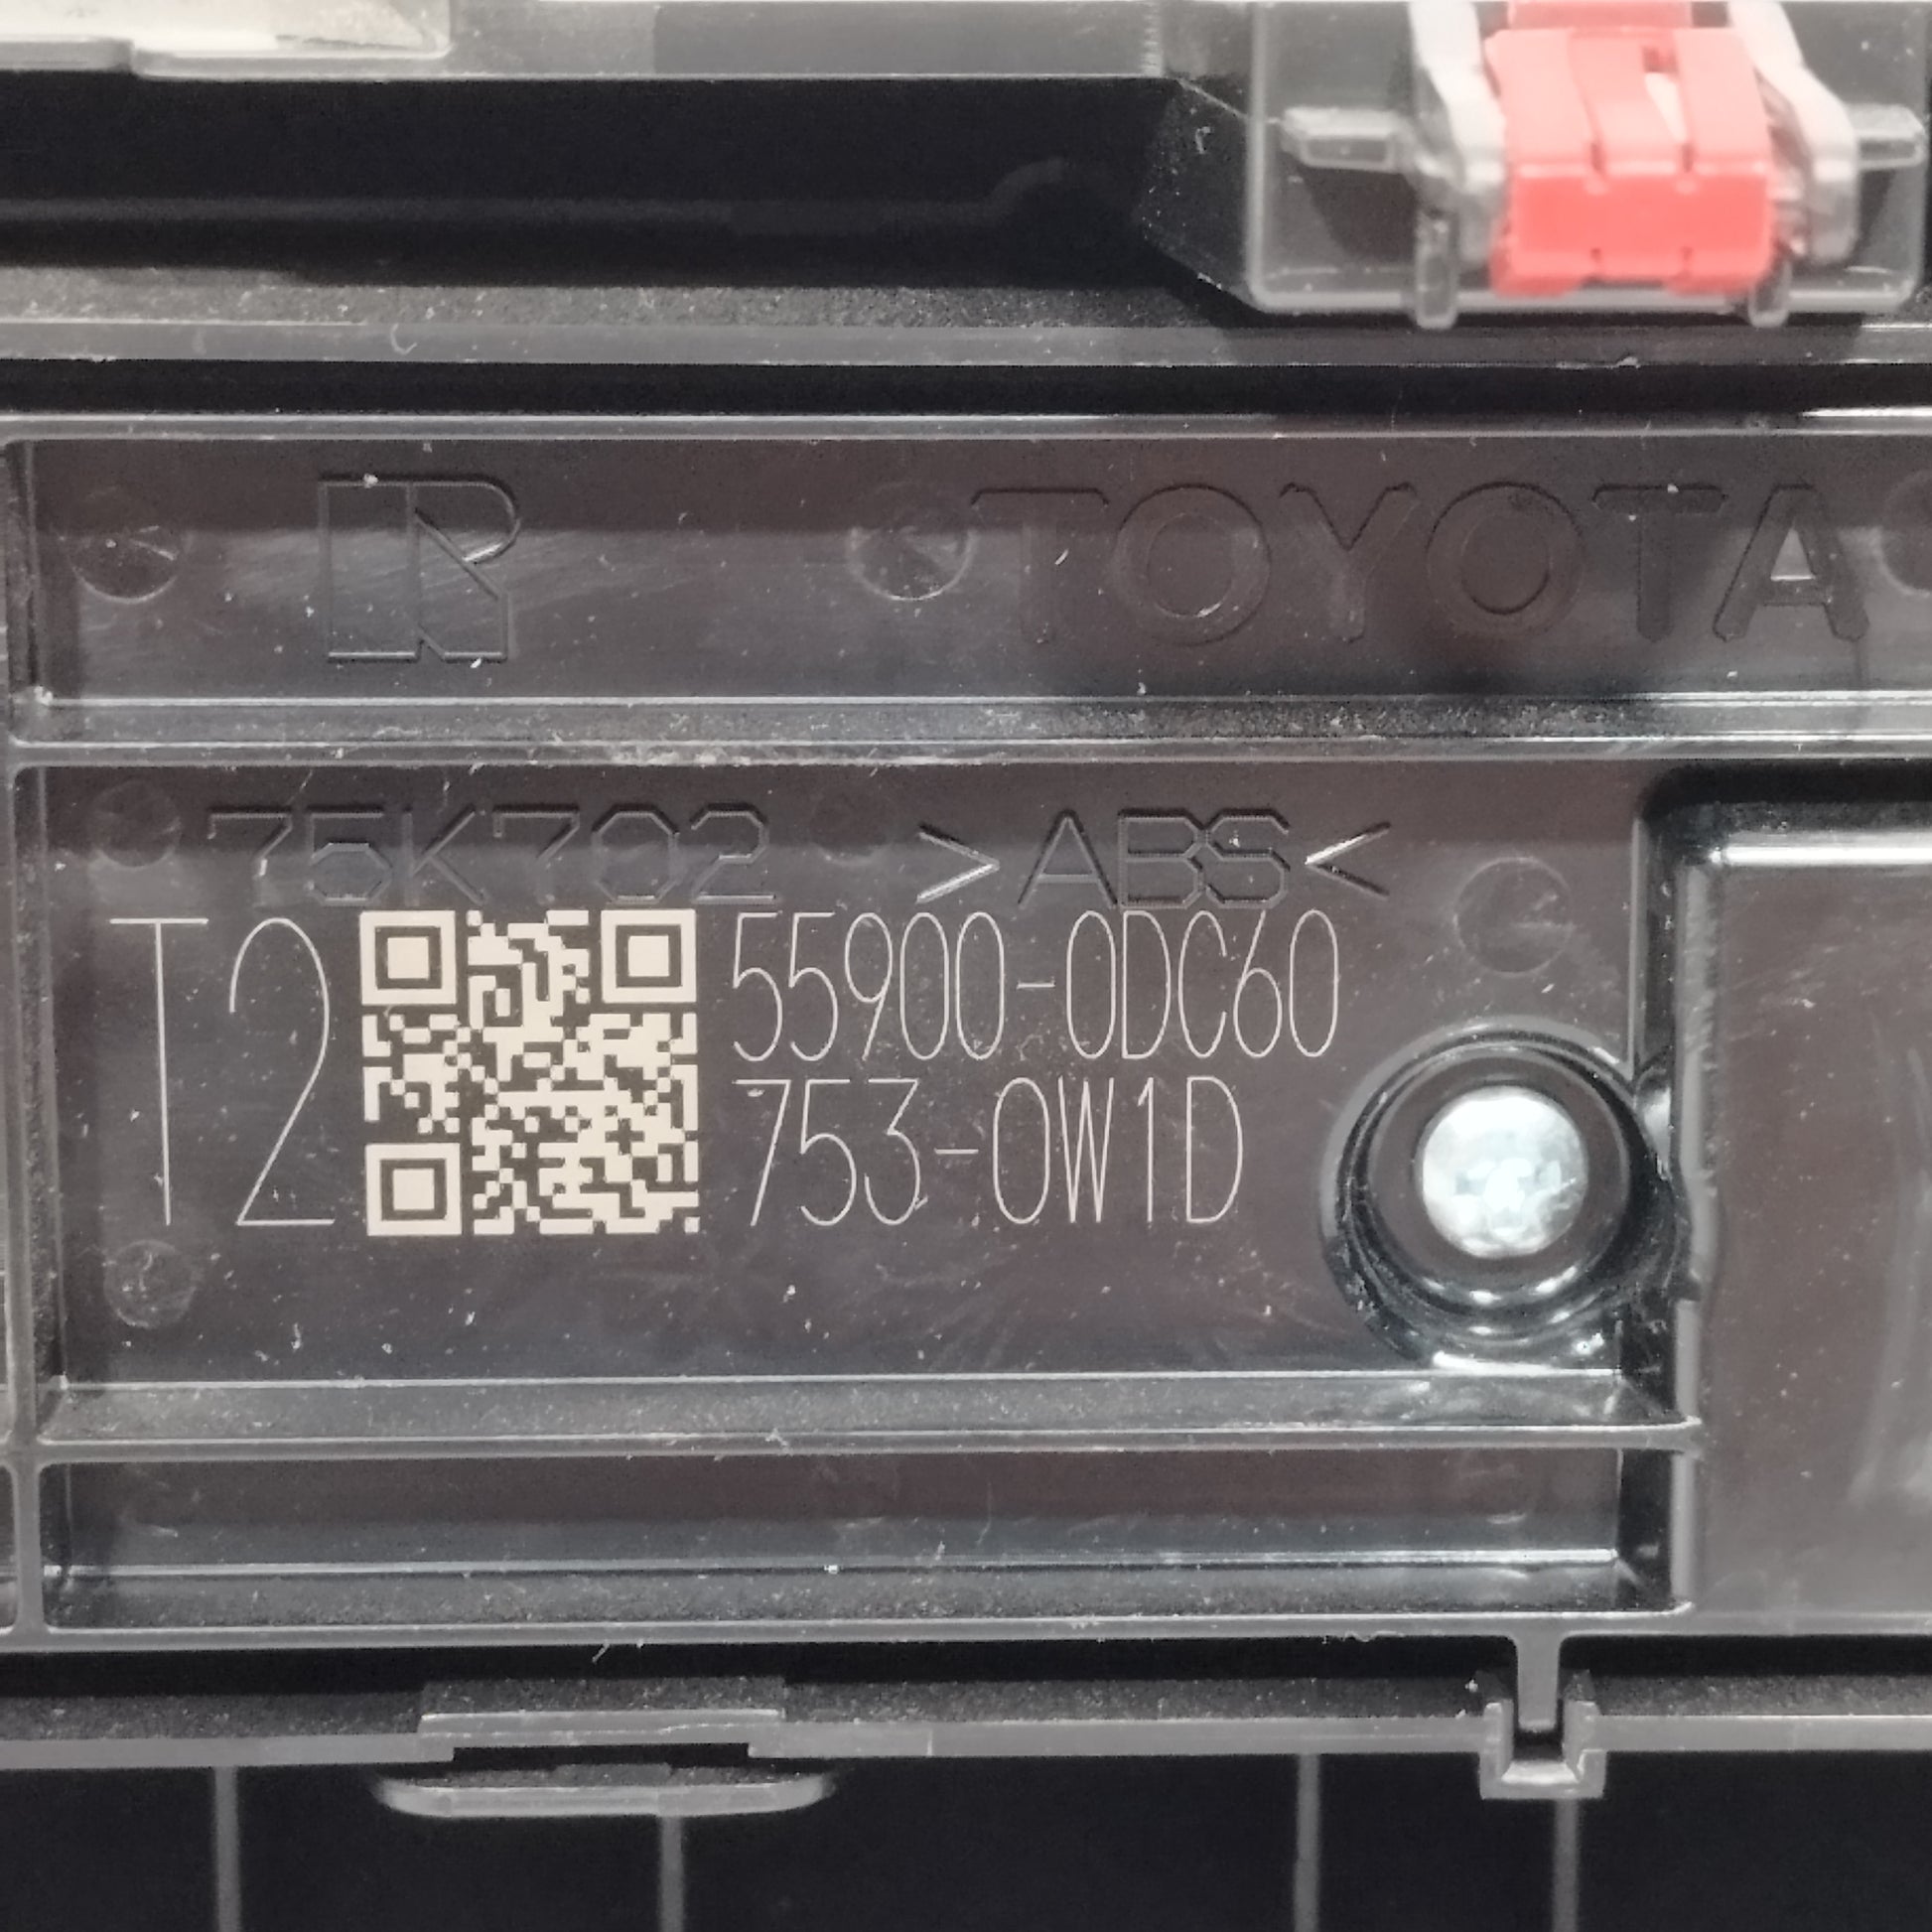 R TOYOTA
75K702 >ABS<
T2 55900-0DC60
753-0W1D